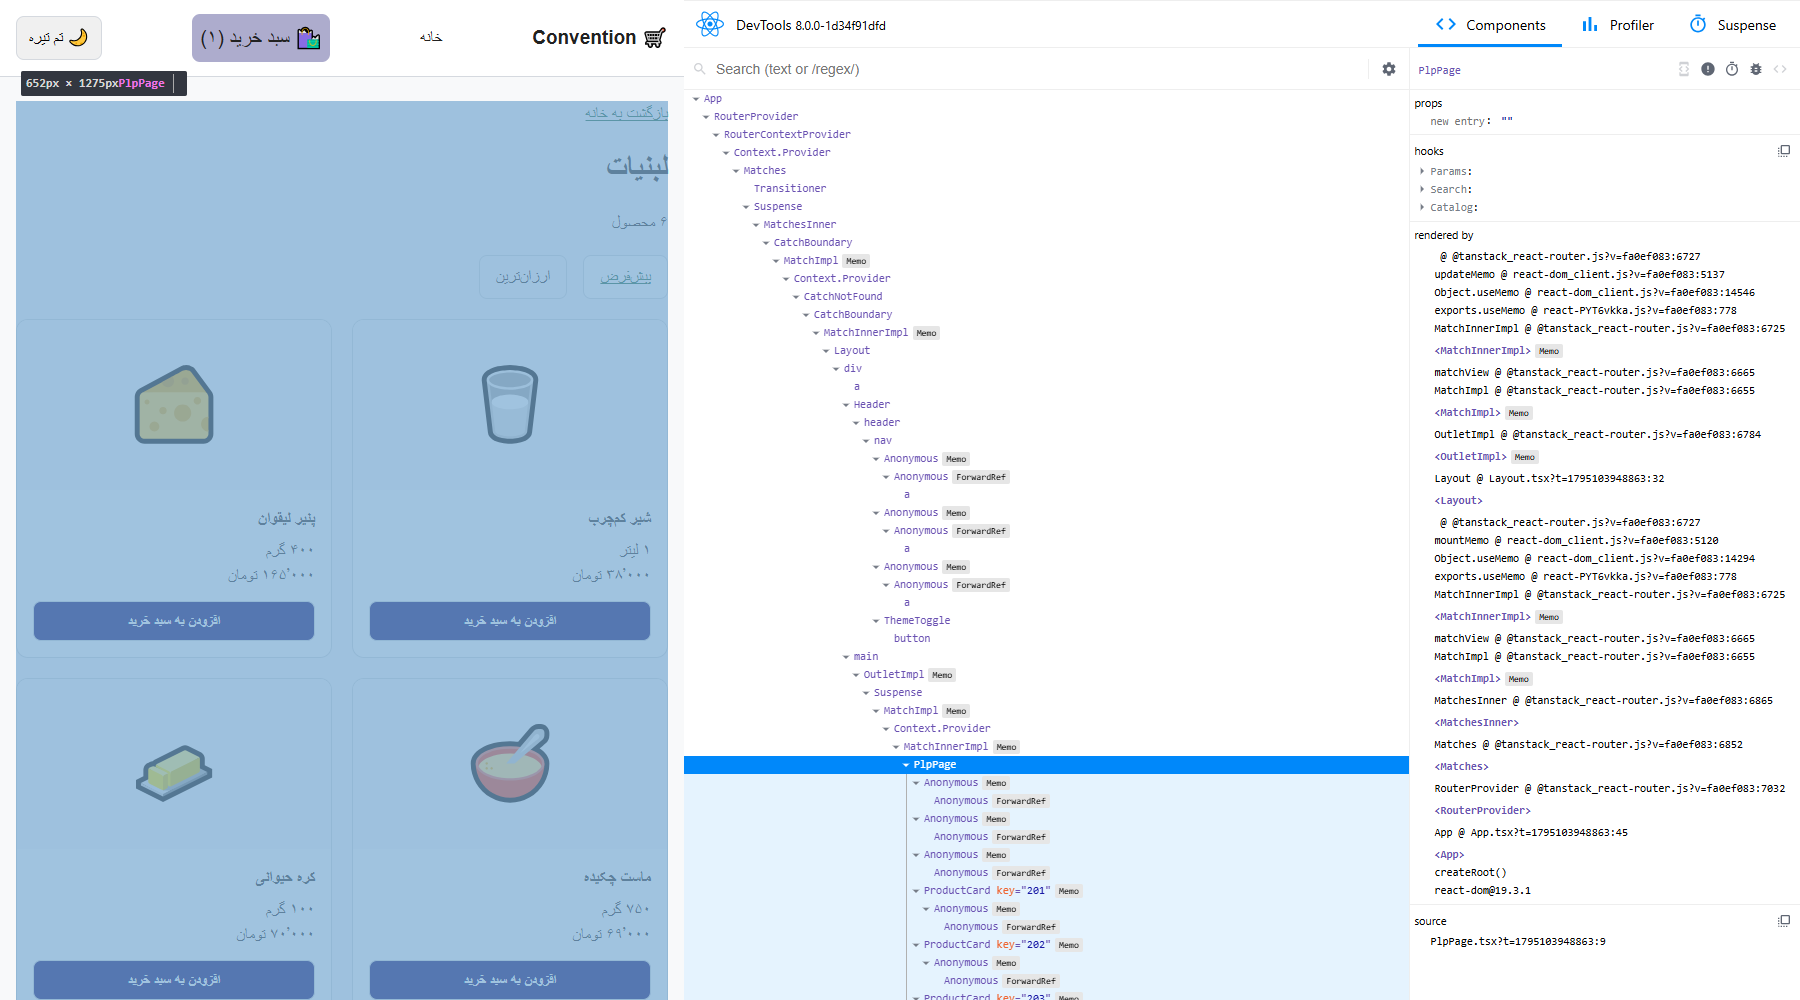 Convention
خانه
سبد خرید (۱)
تم تیره
652px × 1275px PlpPage
بازگشت به خانه
لبنیات
۶ محصول
پیش‌فرض
ارزان‌ترین
شیر کم‌چرب
۱ لیتر
۳۸٬۰۰۰ تومان
افزودن به سبد خرید
پنیر لیقوان
۴۰۰ گرم
۱۶۵٬۰۰۰ تومان
افزودن به سبد خرید
ماست چکیده
۷۵۰ گرم
۶۹٬۰۰۰ تومان
افزودن به سبد خرید
کره حیوانی
۱۰۰ گرم
۷۰٬۰۰۰ تومان
افزودن به سبد خرید
DevTools 8.0.0-1d34f91dfd
Components
Profiler
Suspense
Search (text or /regex/)
App
RouterProvider
RouterContextProvider
Context.Provider
Matches
Transitioner
Suspense
MatchesInner
CatchBoundary
MatchImpl Memo
Context.Provider
CatchNotFound
CatchBoundary
MatchInnerImpl Memo
Layout
div
a
Header
header
nav
Anonymous Memo
Anonymous ForwardRef
a
Anonymous Memo
Anonymous ForwardRef
a
Anonymous Memo
Anonymous ForwardRef
a
ThemeToggle
button
main
OutletImpl Memo
Suspense
MatchImpl Memo
Context.Provider
MatchInnerImpl Memo
PlpPage
Anonymous Memo
Anonymous ForwardRef
Anonymous Memo
Anonymous ForwardRef
Anonymous Memo
Anonymous ForwardRef
ProductCard key="201" Memo
Anonymous Memo
Anonymous ForwardRef
ProductCard key="202" Memo
Anonymous Memo
Anonymous ForwardRef
ProductCard key="203" Memo
PlpPage
props
new entry: ""
hooks
Params:
Search:
Catalog:
rendered by
@ @tanstack_react-router.js?v=fa0ef083:6727
updateMemo @ react-dom_client.js?v=fa0ef083:5137
Object.useMemo @ react-dom_client.js?v=fa0ef083:14546
exports.useMemo @ react-PYT6vkka.js?v=fa0ef083:778
MatchInnerImpl @ @tanstack_react-router.js?v=fa0ef083:6725
<MatchInnerImpl> Memo
matchView @ @tanstack_react-router.js?v=fa0ef083:6665
MatchImpl @ @tanstack_react-router.js?v=fa0ef083:6655
<MatchImpl> Memo
OutletImpl @ @tanstack_react-router.js?v=fa0ef083:6784
<OutletImpl> Memo
Layout @ Layout.tsx?t=1795103948863:32
<Layout>
@ @tanstack_react-router.js?v=fa0ef083:6727
mountMemo @ react-dom_client.js?v=fa0ef083:5120
Object.useMemo @ react-dom_client.js?v=fa0ef083:14294
exports.useMemo @ react-PYT6vkka.js?v=fa0ef083:778
MatchInnerImpl @ @tanstack_react-router.js?v=fa0ef083:6725
<MatchInnerImpl> Memo
matchView @ @tanstack_react-router.js?v=fa0ef083:6665
MatchImpl @ @tanstack_react-router.js?v=fa0ef083:6655
<MatchImpl> Memo
MatchesInner @ @tanstack_react-router.js?v=fa0ef083:6865
<MatchesInner>
Matches @ @tanstack_react-router.js?v=fa0ef083:6852
<Matches>
RouterProvider @ @tanstack_react-router.js?v=fa0ef083:7032
<RouterProvider>
App @ App.tsx?t=1795103948863:45
<App>
createRoot()
react-dom@19.3.1
source
PlpPage.tsx?t=1795103948863:9